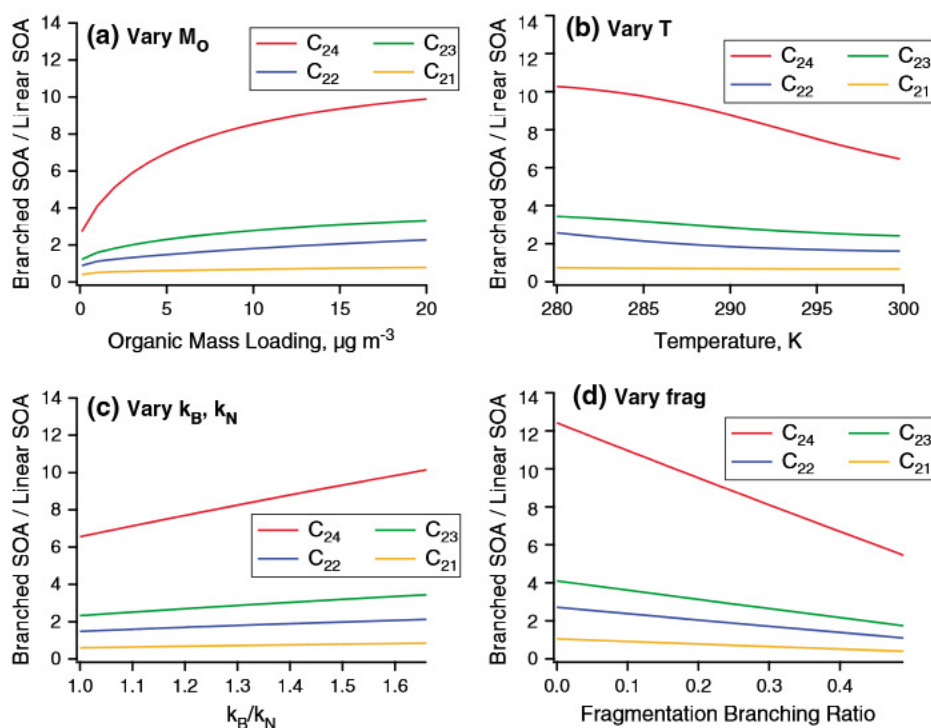 (a) Vary Mₒ
C₂₄ C₂₃
C₂₂ C₂₁
Branched SOA / Linear SOA
14
12
10
8
6
4
2
0
0 5 10 15 20
Organic Mass Loading, µg m⁻³
(b) Vary T
C₂₄ C₂₃
C₂₂ C₂₁
Branched SOA / Linear SOA
14
12
10
8
6
4
2
0
280 285 290 295 300
Temperature, K
(c) Vary k_B, k_N
C₂₄ C₂₃
C₂₂ C₂₁
Branched SOA / Linear SOA
14
12
10
8
6
4
2
0
1.0 1.1 1.2 1.3 1.4 1.5 1.6
k_B/k_N
(d) Vary frag
C₂₄ C₂₃
C₂₂ C₂₁
Branched SOA / Linear SOA
14
12
10
8
6
4
2
0
0.0 0.1 0.2 0.3 0.4
Fragmentation Branching Ratio